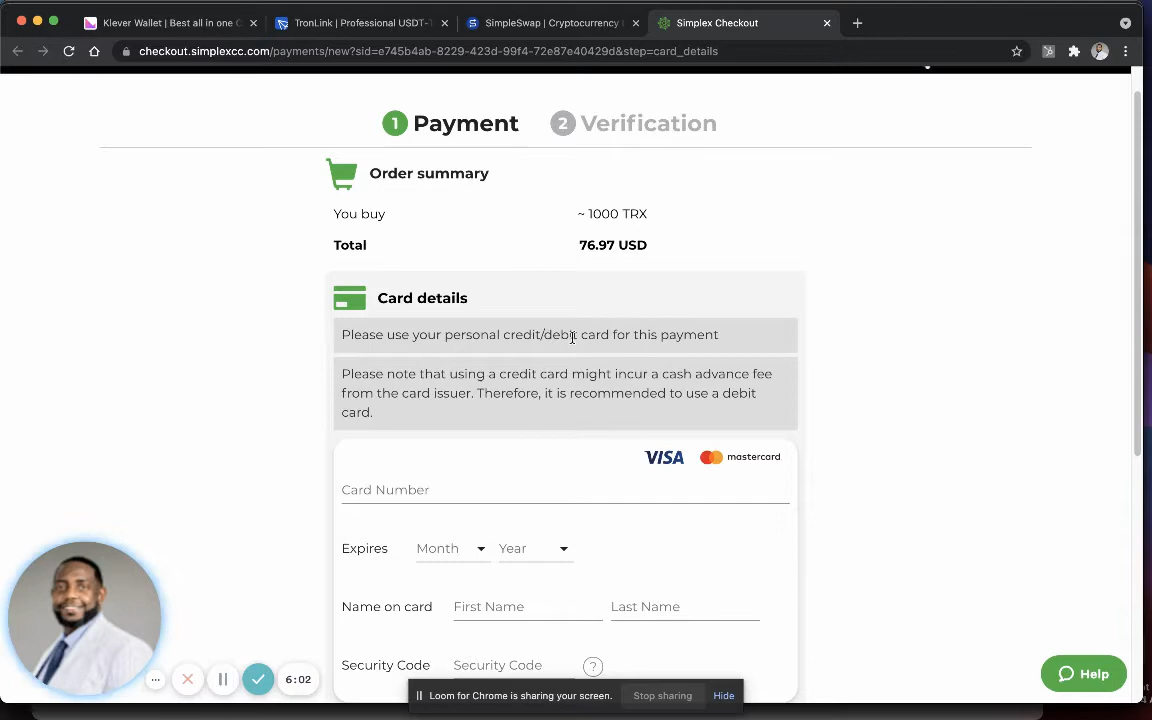 Klever Wallet | Best all in one C
TronLink | Professional USDT-T
SimpleSwap | Cryptocurrency
Simplex Checkout
checkout.simplexcc.com/payments/new?sid=e745b4ab-8229-423d-99f4-72e87e40429d&step=card_details
1 Payment 2 Verification
Order summary
You buy ~ 1000 TRX
Total 76.97 USD
Card details
Please use your personal credit/debit card for this payment
Please note that using a credit card might incur a cash advance fee
from the card issuer. Therefore, it is recommended to use a debit
card.
VISA mastercard
Card Number
Expires Month Year
Name on card First Name Last Name
Security Code Security Code ?
6:02
Help
Loom for Chrome is sharing your screen. Stop sharing Hide